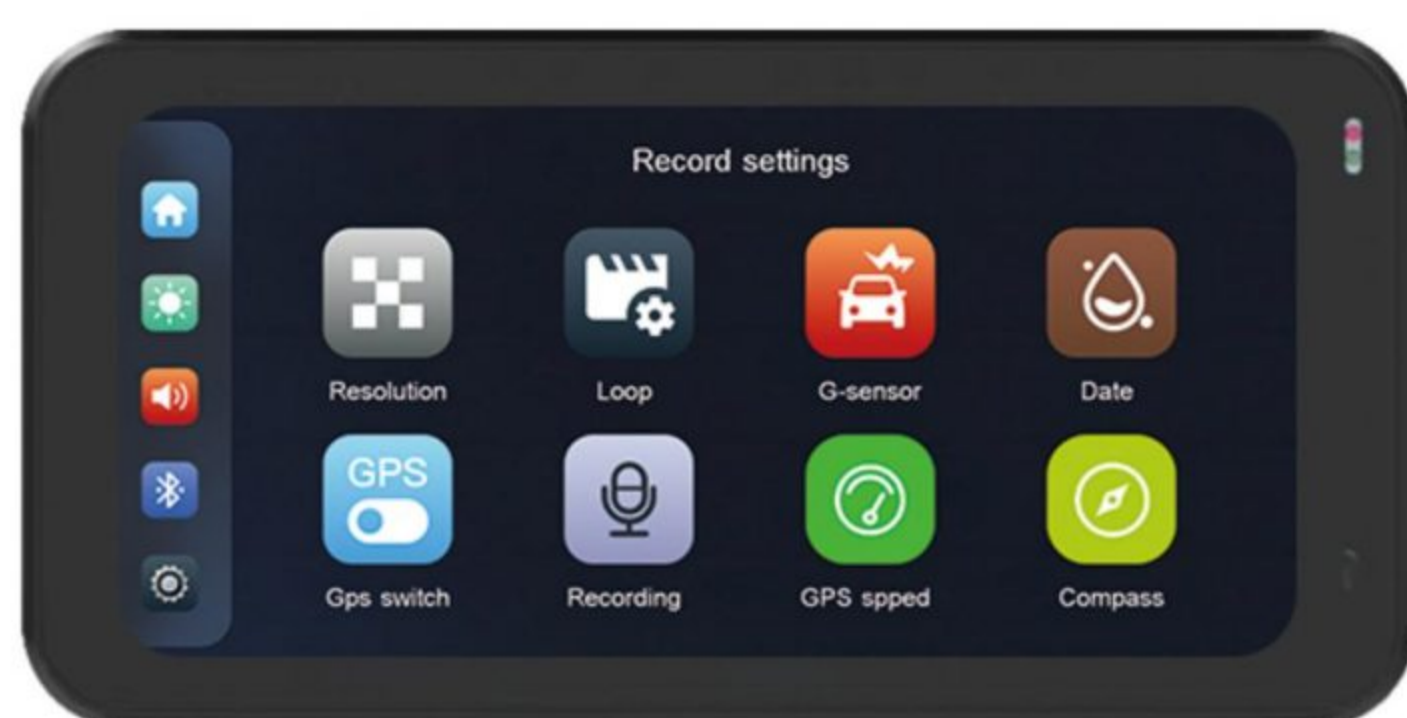 Record settings
Resolution
Loop
G-sensor
Date
GPS
Gps switch
Recording
GPS spped
Compass